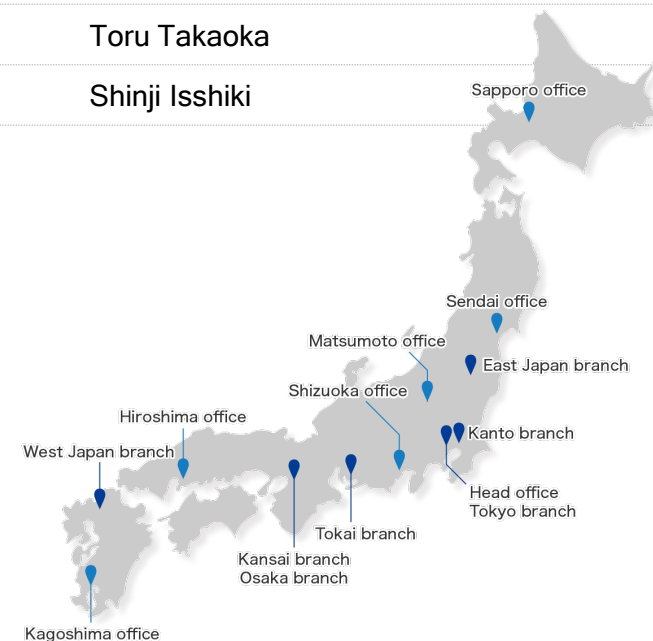 Toru Takaoka
Shinji Isshiki
Sapporo office
Sendai office
Matsumoto office
East Japan branch
Shizuoka office
Hiroshima office
Kanto branch
West Japan branch
Head office
Tokyo branch
Tokai branch
Kansai branch
Osaka branch
Kagoshima office